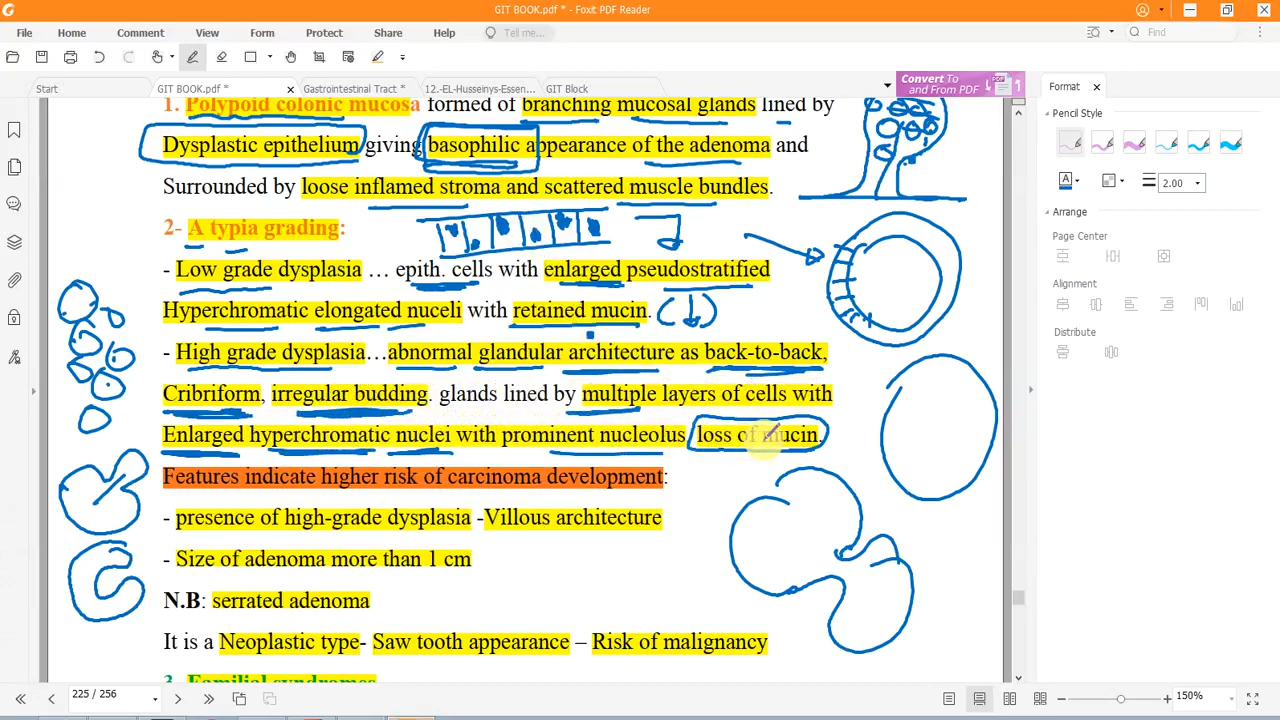 GIT BOOK.pdf * - Foxit PDF Reader
File Home Comment View Form Protect Share Help Tell me... Find
Start GIT BOOK.pdf * Gastrointestinal Tract * 12.-EL-Husseinys-Essen... GIT Block
Convert To and From PDF
1. Polypoid colonic mucosa formed of branching mucosal glands lined by
Dysplastic epithelium giving basophilic appearance of the adenoma and
Surrounded by loose inflamed stroma and scattered muscle bundles.
2- A typia grading:
- Low grade dysplasia … epith. cells with enlarged pseudostratified
Hyperchromatic elongated nuceli with retained mucin.
- High grade dysplasia…abnormal glandular architecture as back-to-back,
Cribriform, irregular budding. glands lined by multiple layers of cells with
Enlarged hyperchromatic nuclei with prominent nucleolus, loss of mucin.
Features indicate higher risk of carcinoma development:
- presence of high-grade dysplasia -Villous architecture
- Size of adenoma more than 1 cm
N.B: serrated adenoma
It is a Neoplastic type- Saw tooth appearance – Risk of malignancy
3. Familial syndromes
Format
Pencil Style
2.00
Arrange
Page Center
Alignment
Distribute
225 / 256
150%